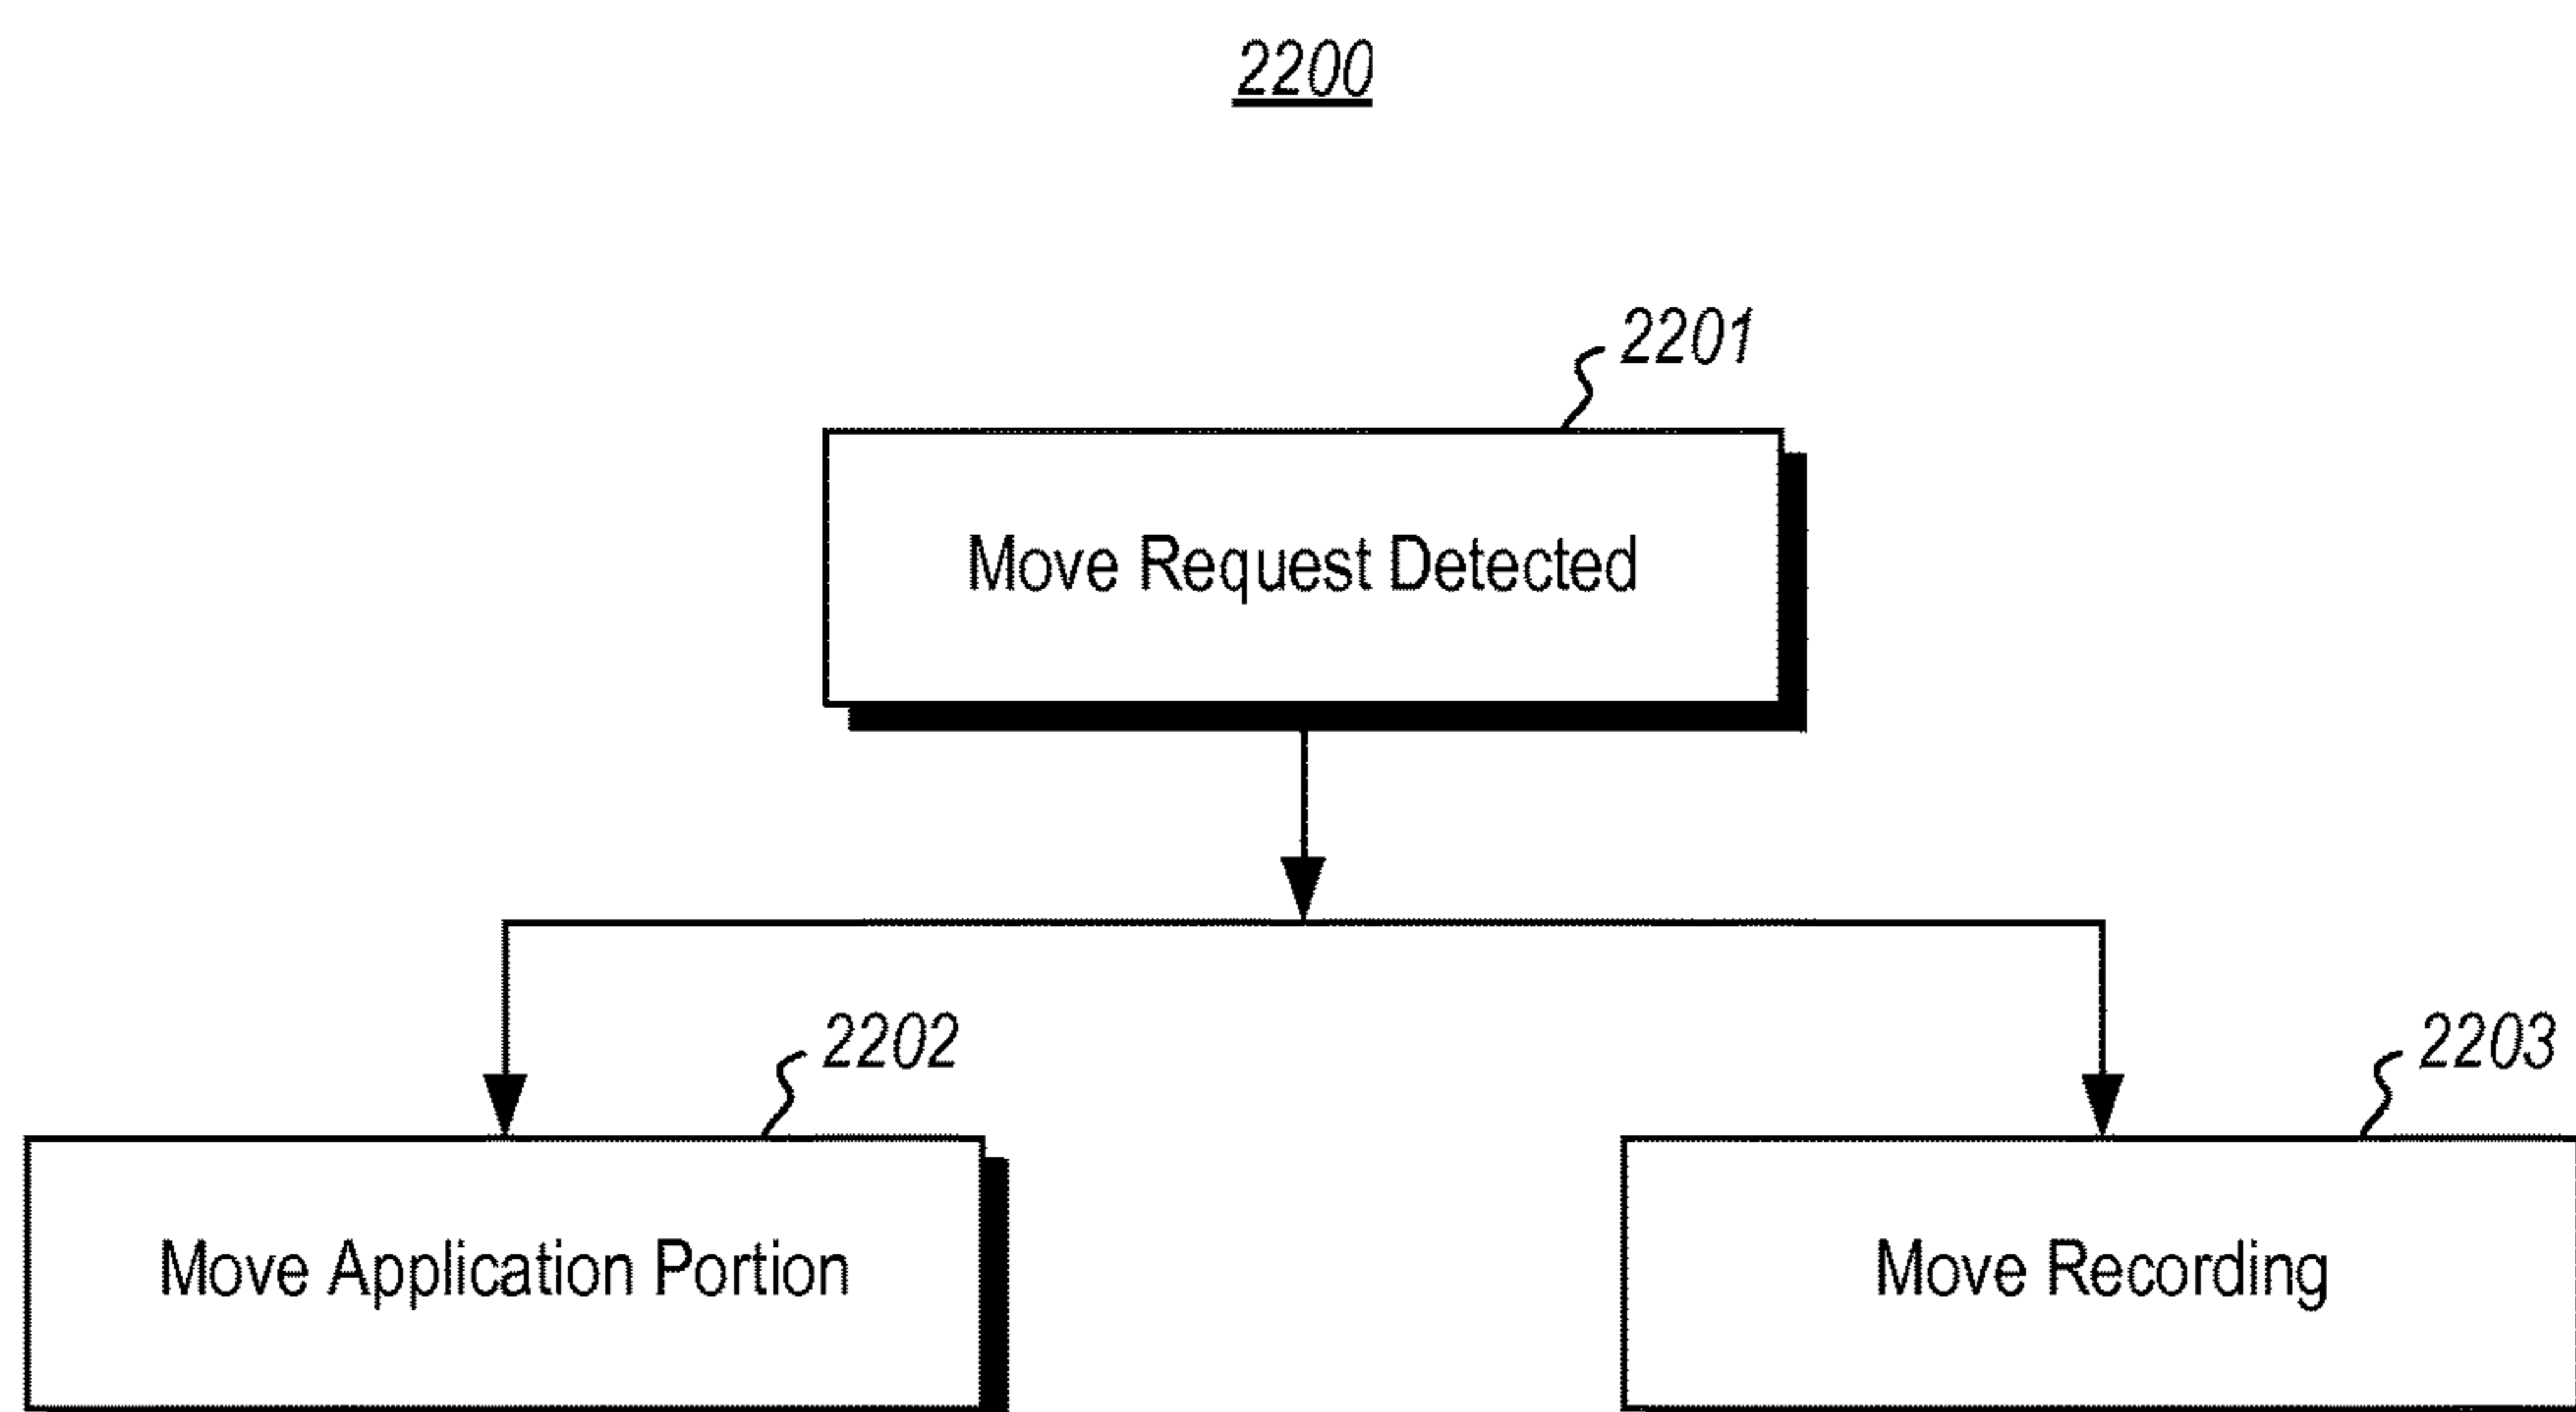 2200
2201
Move Request Detected
2202
2203
Move Application Portion
Move Recording